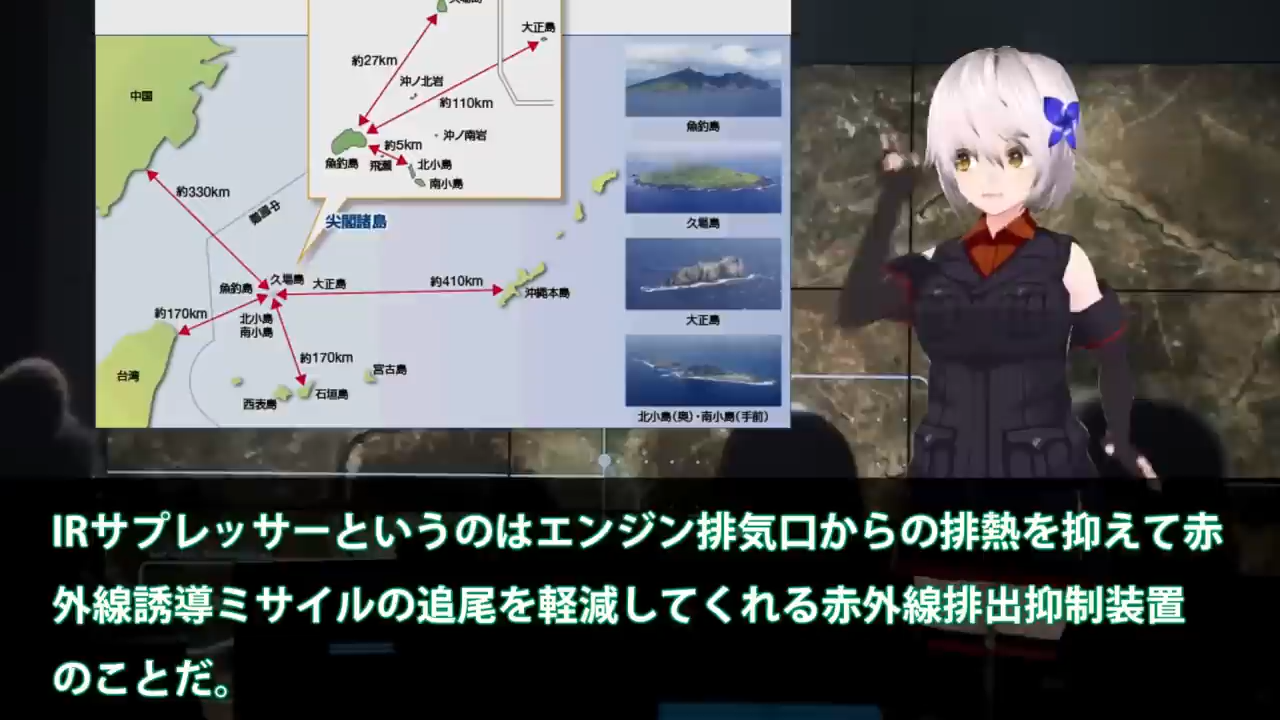 大正島
約27km
沖ノ北岩
中国
約110km
沖ノ南岩
約5km
魚釣島
飛瀬
北小島
南小島
魚釣島
約330km
尖閣諸島
久場島
久場島
大正島
約410km
魚釣島
沖縄本島
約170km
北小島
南小島
大正島
約170km
宮古島
台湾
石垣島
西表島
北小島(奥)・南小島(手前)
IRサプレッサーというのはエンジン排気口からの排熱を抑えて赤
外線誘導ミサイルの追尾を軽減してくれる赤外線排出抑制装置
のことだ。